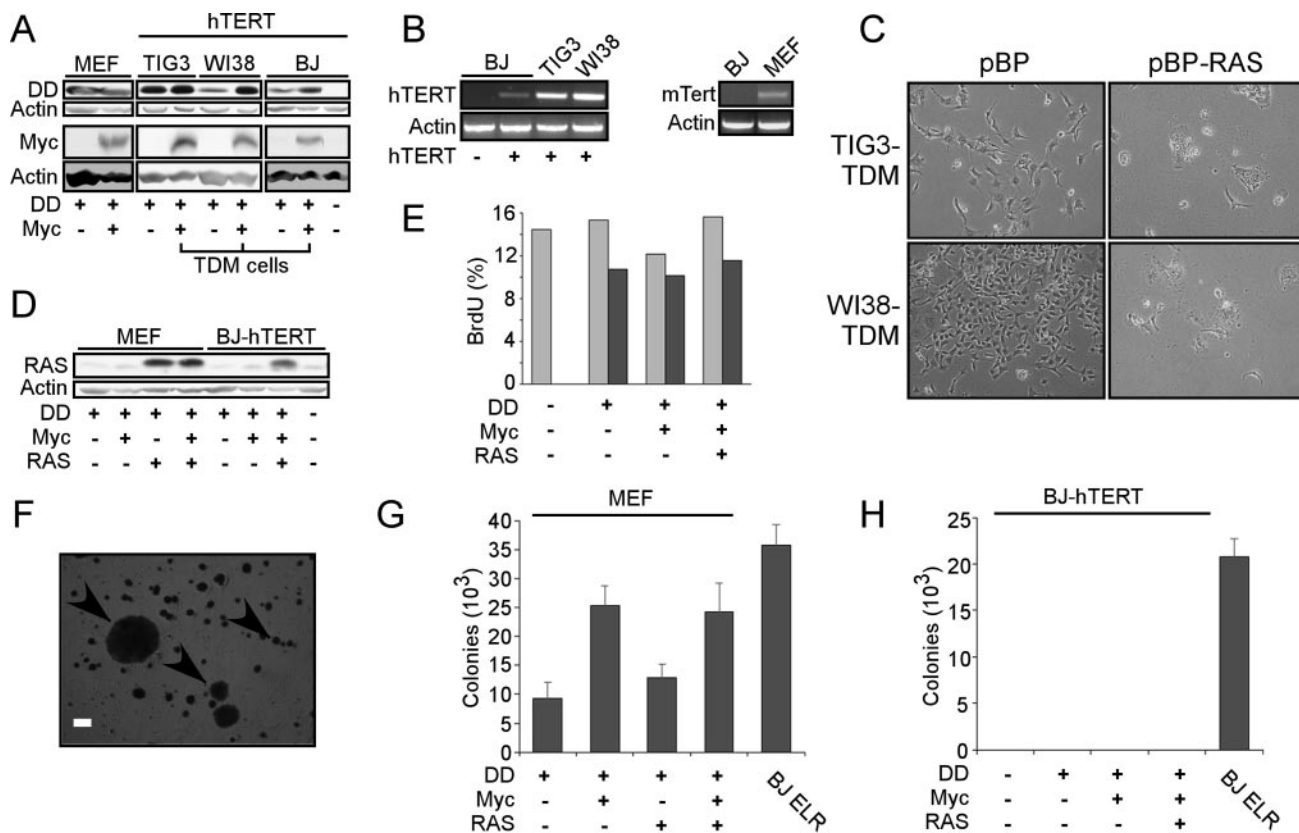 A
hTERT
MEF TIG3 WI38 BJ
DD
Actin
Myc
Actin
DD + + + + + + + + -
Myc - + - + - + - + -
TDM cells
B
BJ TIG3 WI38
hTERT
Actin
hTERT - + + +
BJ MEF
mTert
Actin
C
pBP pBP-RAS
TIG3-
TDM
WI38-
TDM
D
MEF BJ-hTERT
RAS
Actin
DD + + + + + + + -
Myc - + - + - + + -
RAS - - + + - - + -
E
BrdU (%)
16
12
8
4
0
DD - + + +
Myc - - + +
RAS - - - +
F
G
MEF
Colonies (10³)
40
35
30
25
20
15
10
5
0
DD + + + +
Myc - + - +
RAS - - + +
BJ ELR
H
BJ-hTERT
Colonies (10³)
25
20
15
10
5
0
DD - + + +
Myc - - + +
RAS - - - +
BJ ELR